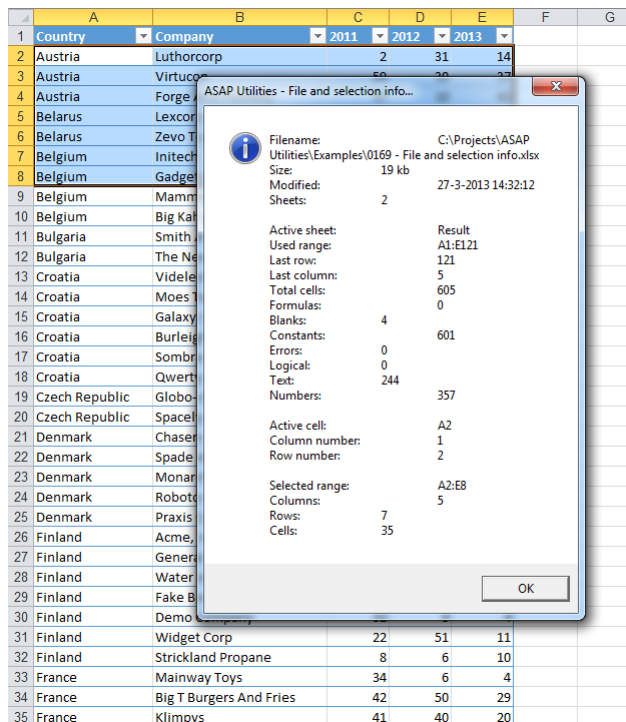 A B C D E F G
1 Country Company 2011 2012 2013
2 Austria Luthorcorp 2 31 14
3 Austria Virtucon
4 Austria Forge
5 Belarus Lexcor
6 Belarus Zevo T
7 Belgium Initech
8 Belgium Gadget
9 Belgium Mamm
10 Belgium Big Kah
11 Bulgaria Smith
12 Bulgaria The Ne
13 Croatia Videle
14 Croatia Moes T
15 Croatia Galaxy
16 Croatia Burleig
17 Croatia Sombr
18 Croatia Qwert
19 Czech Republic Globo-
20 Czech Republic Spacel
21 Denmark Chaser
22 Denmark Spade
23 Denmark Monar
24 Denmark Roboto
25 Denmark Praxis
26 Finland Acme,
27 Finland Genera
28 Finland Water
29 Finland Fake B
30 Finland Demo Company
31 Finland Widget Corp 22 51 11
32 Finland Strickland Propane 8 6 10
33 France Mainway Toys 34 6 4
34 France Big T Burgers And Fries 42 50 29
35 France Klimpys 41 40 20
ASAP Utilities - File and selection info...
Filename: C:\Projects\ASAP
Utilities\Examples\0169 - File and selection info.xlsx
Size: 19 kb
Modified: 27-3-2013 14:32:12
Sheets: 2
Active sheet: Result
Used range: A1:E121
Last row: 121
Last column: 5
Total cells: 605
Formulas: 0
Blanks: 4
Constants: 601
Errors: 0
Logical: 0
Text: 244
Numbers: 357
Active cell: A2
Column number: 1
Row number: 2
Selected range: A2:E8
Columns: 5
Rows: 7
Cells: 35
OK